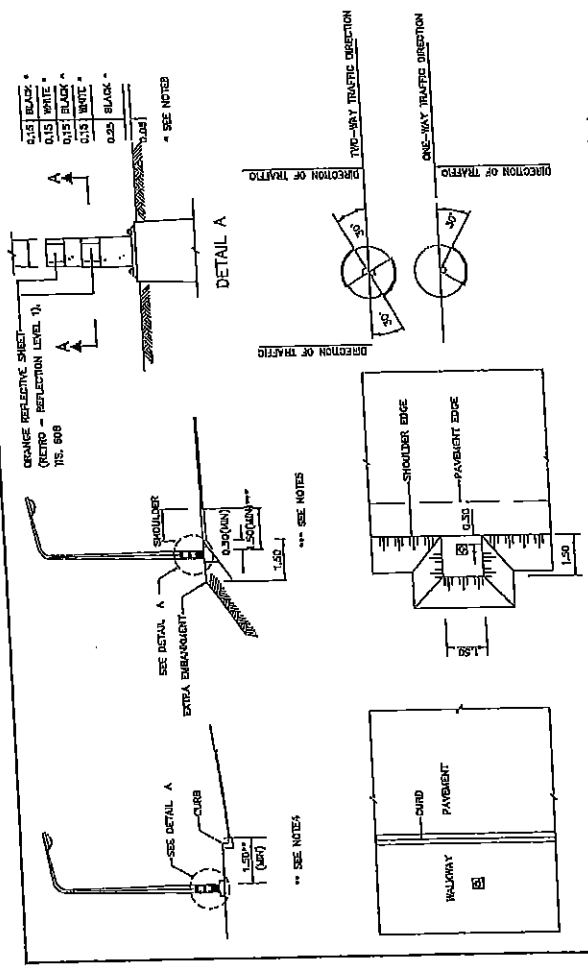 ORANGE REFLECTIVE SHEET
(RETRO - REFLECTION LEVEL 1),
TIS. 608
A
A
0.15 BLACK *
0.15 WHITE *
0.15 BLACK *
0.15 WHITE *
0.25 BLACK *
0.05
* SEE NOTES
DETAIL A
SEE DETAIL A
CURB
1.50**
(MIN)
** SEE NOTES
SEE DETAIL A
EXTRA EMBANKMENT
SHOULDER
0.30(MIN)
1.50(MIN)***
1.50
*** SEE NOTES
WALKWAY
CURD
PAVEMENT
1.50
SHOULDER EDGE
PAVEMENT EDGE
0.30
1.50
DIRECTION OF TRAFFIC
DIRECTION OF TRAFFIC
TWO-WAY TRAFFIC DIRECTION
30°
DIRECTION OF TRAFFIC
ONE-WAY TRAFFIC DIRECTION
30°